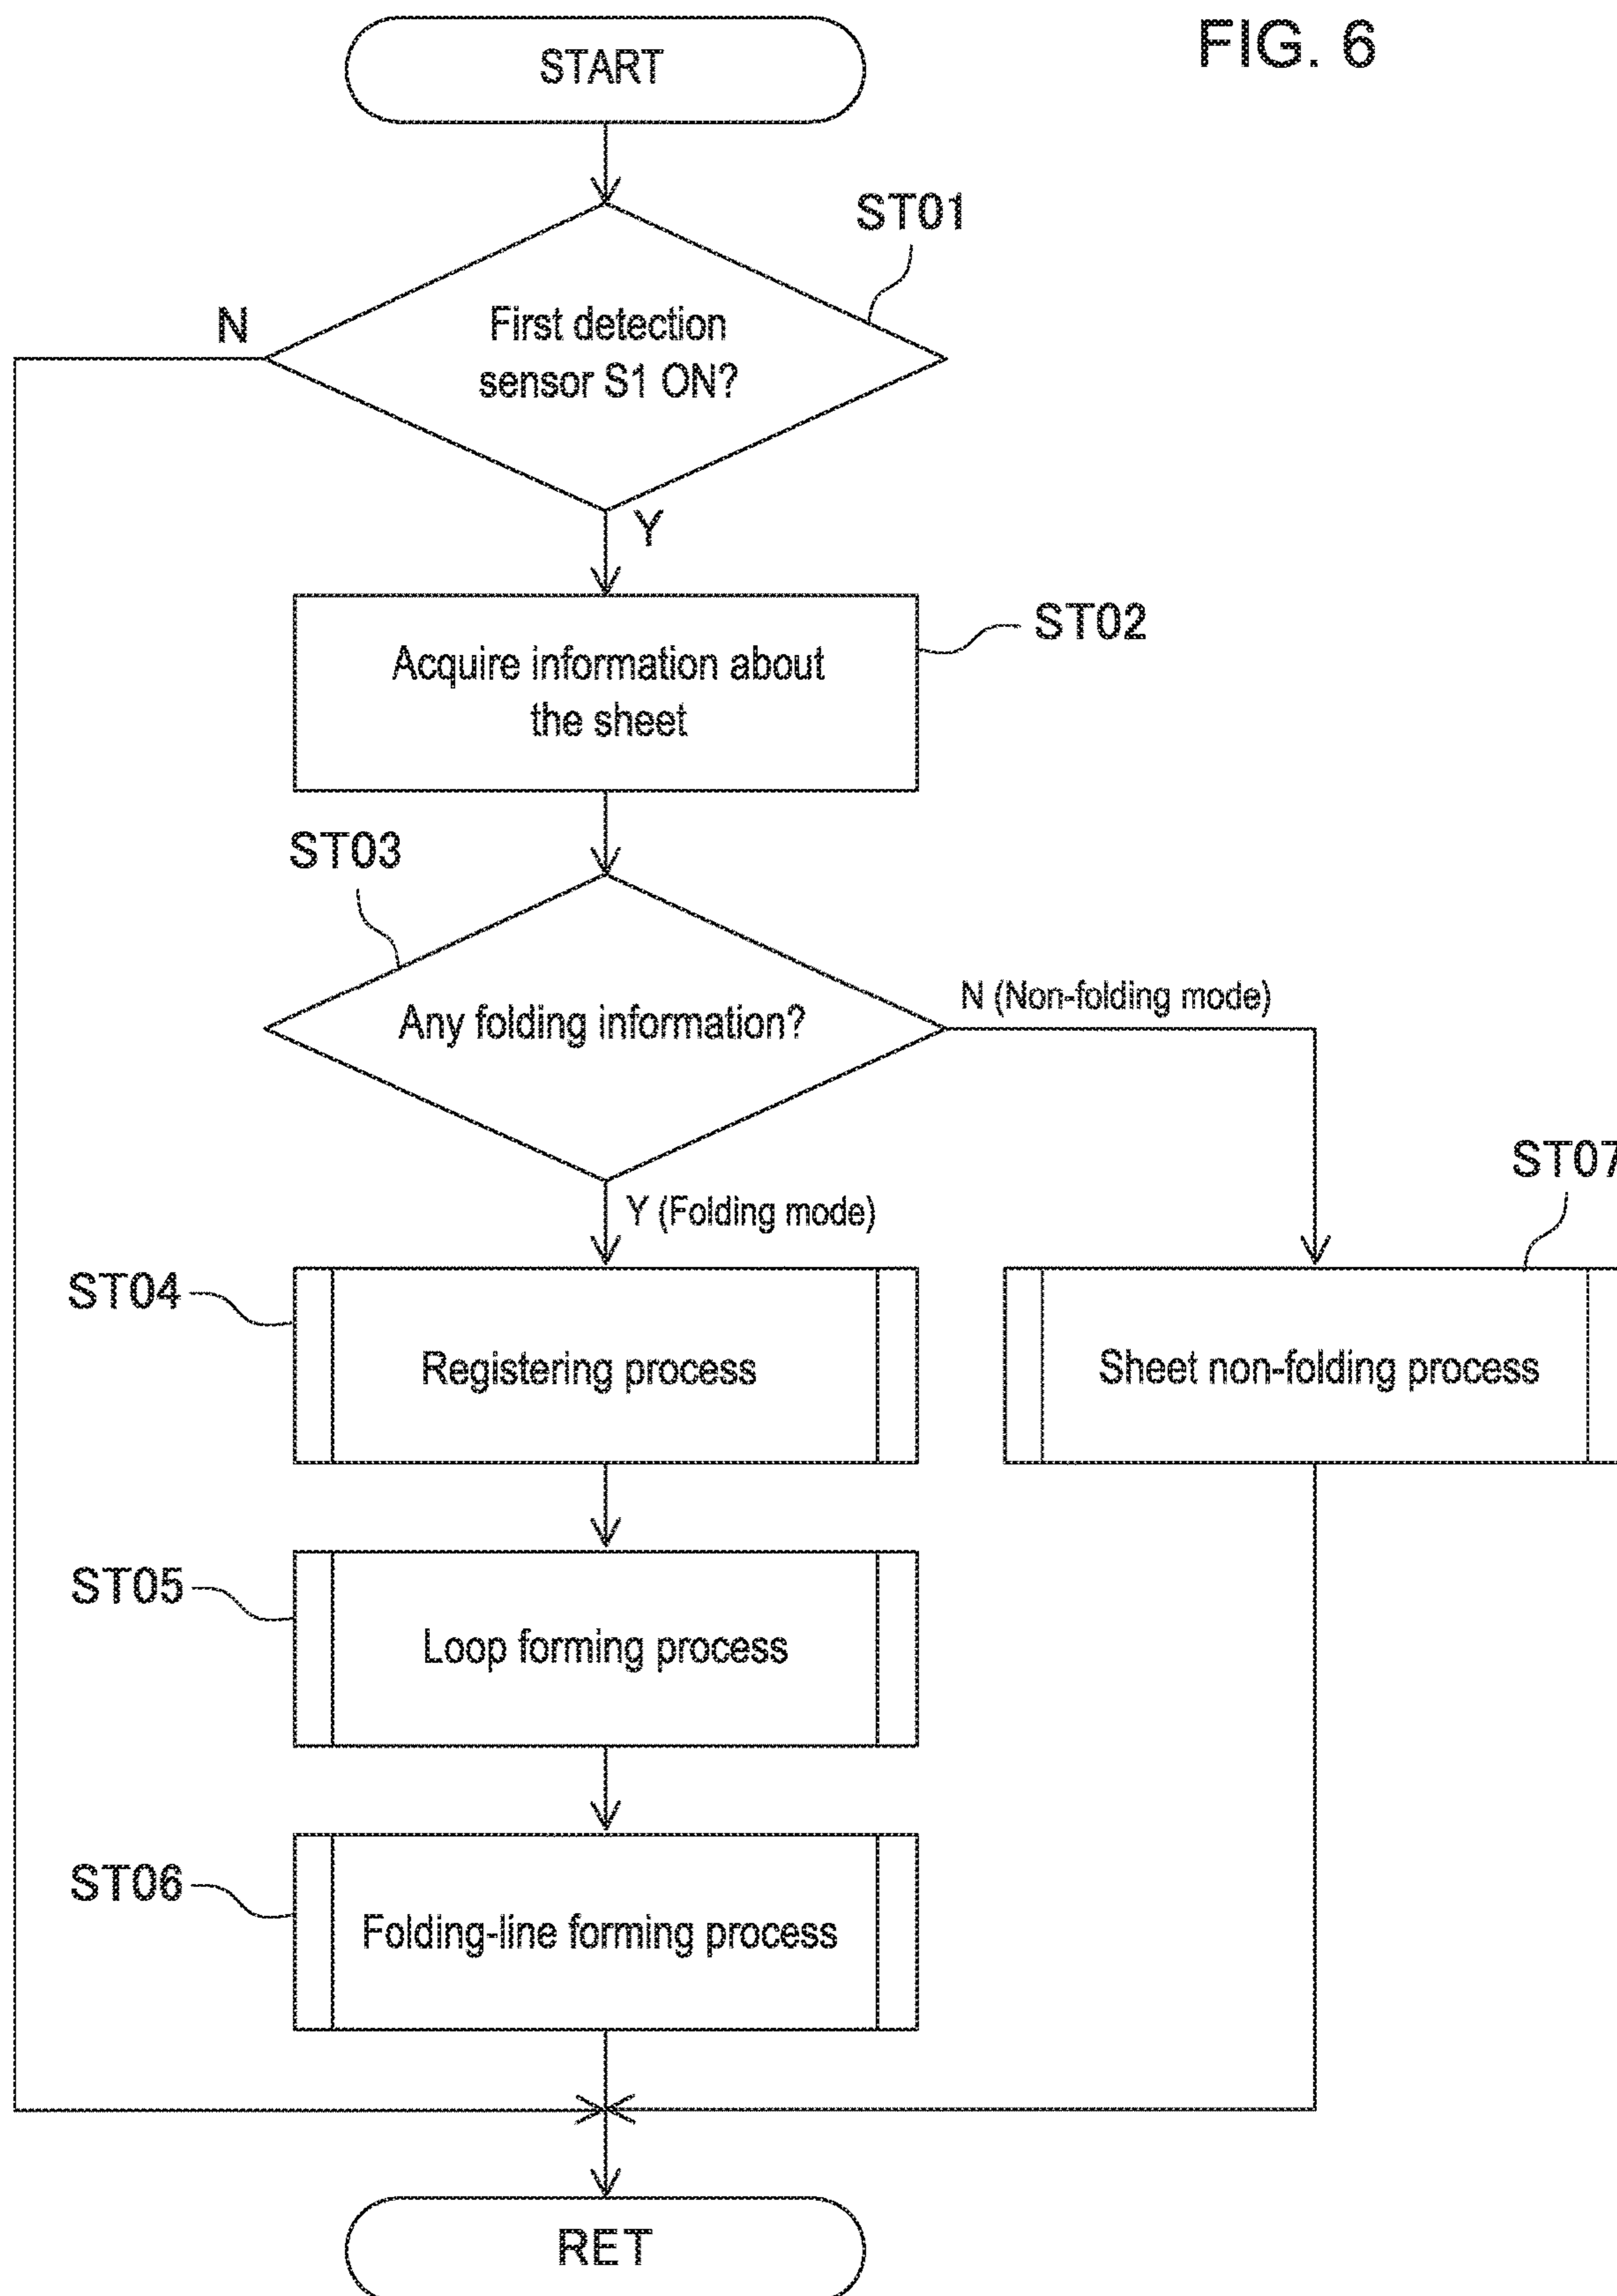 FIG. 6
START
ST01
N
First detection
sensor S1 ON?
Y
ST02
Acquire information about
the sheet
ST03
N (Non-folding mode)
Any folding information?
ST07
Y (Folding mode)
ST04
Registering process
Sheet non-folding process
ST05
Loop forming process
ST06
Folding-line forming process
RET